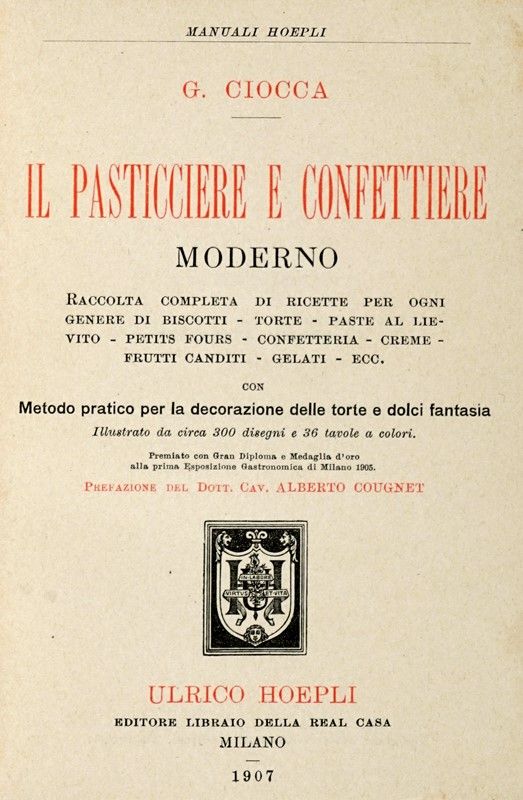 MANUALI HOEPLI
G. CIOCCA
IL PASTICCIERE E CONFETTIERE
MODERNO
RACCOLTA COMPLETA DI RICETTE PER OGNI
GENERE DI BISCOTTI - TORTE - PASTE AL LIE-
VITO - PETITS FOURS - CONFETTERIA - CREME -
FRUTTI CANDITI - GELATI - ECC.
CON
Metodo pratico per la decorazione delle torte e dolci fantasia
Illustrato da circa 300 disegni e 36 tavole a colori.
Premiato con Gran Diploma e Medaglia d'oro
alla prima Esposizione Gastronomica di Milano 1905.
PREFAZIONE DEL DOTT. CAV. ALBERTO COUGNET
IN·LABORE
VIRTVS ET·VITA
H
ULRICO HOEPLI
EDITORE LIBRAIO DELLA REAL CASA
MILANO
1907